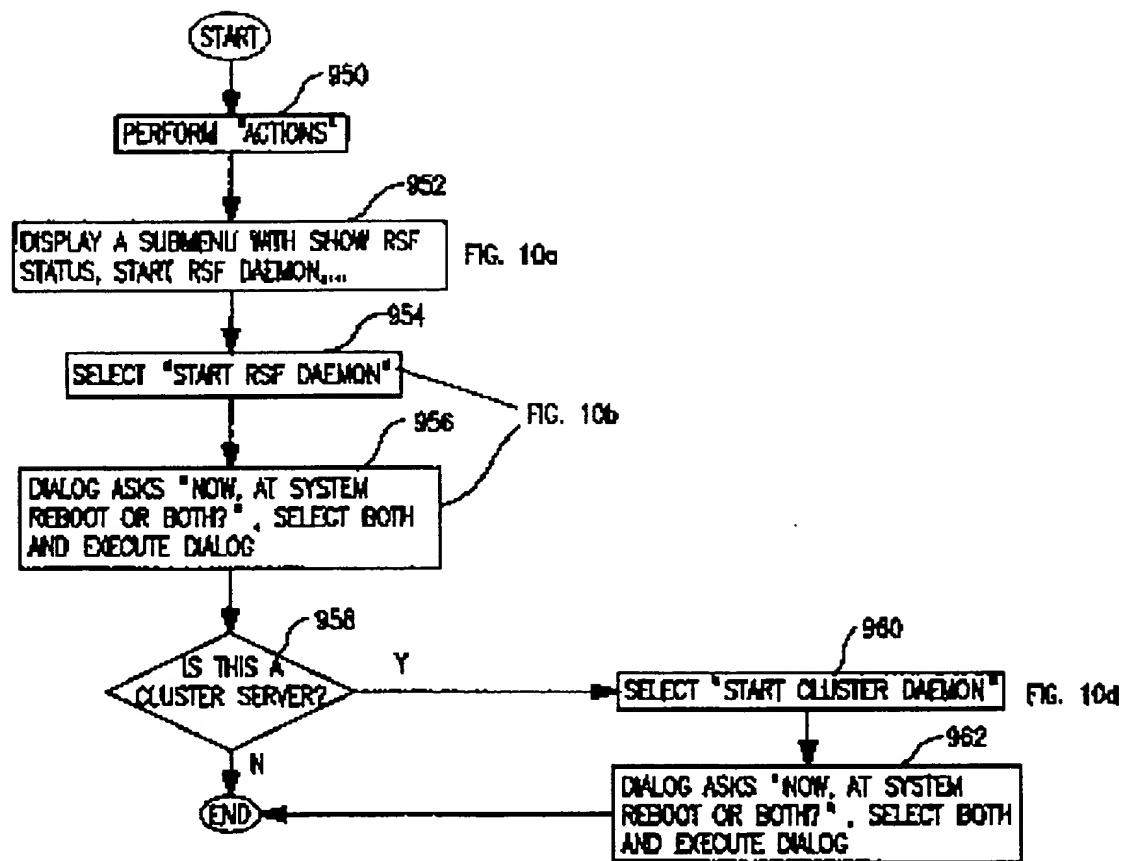 START
950
PERFORM "ACTIONS"
952
DISPLAY A SUBMENU WITH SHOW RSF
STATUS, START RSF DAEMON,...
FIG. 10a
954
SELECT "START RSF DAEMON"
FIG. 10b
956
DIALOG ASKS "NOW, AT SYSTEM
REBOOT OR BOTH?", SELECT BOTH
AND EXECUTE DIALOG
958
IS THIS A
CLUSTER SERVER?
Y
N
END
960
SELECT "START CLUSTER DAEMON"
FIG. 10d
962
DIALOG ASKS "NOW, AT SYSTEM
REBOOT OR BOTH?", SELECT BOTH
AND EXECUTE DIALOG